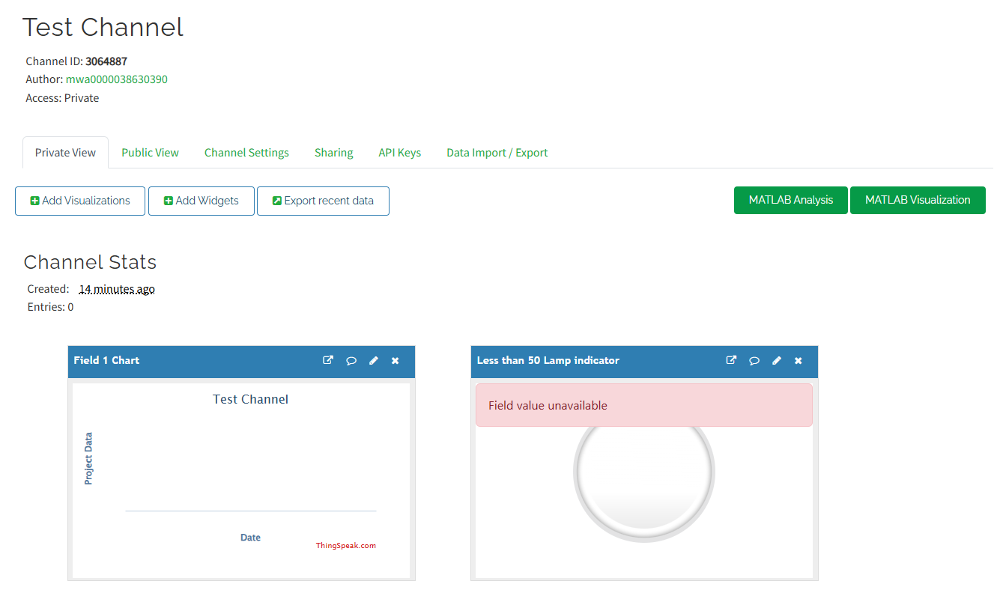 Test Channel
Channel ID: 3064887
Author: mwa0000038630390
Access: Private
Private View Public View Channel Settings Sharing API Keys Data Import / Export
Add Visualizations Add Widgets Export recent data MATLAB Analysis MATLAB Visualization
Channel Stats
Created: 14 minutes ago
Entries: 0
Field 1 Chart
Test Channel
Project Data
Date
ThingSpeak.com
Less than 50 Lamp indicator
Field value unavailable